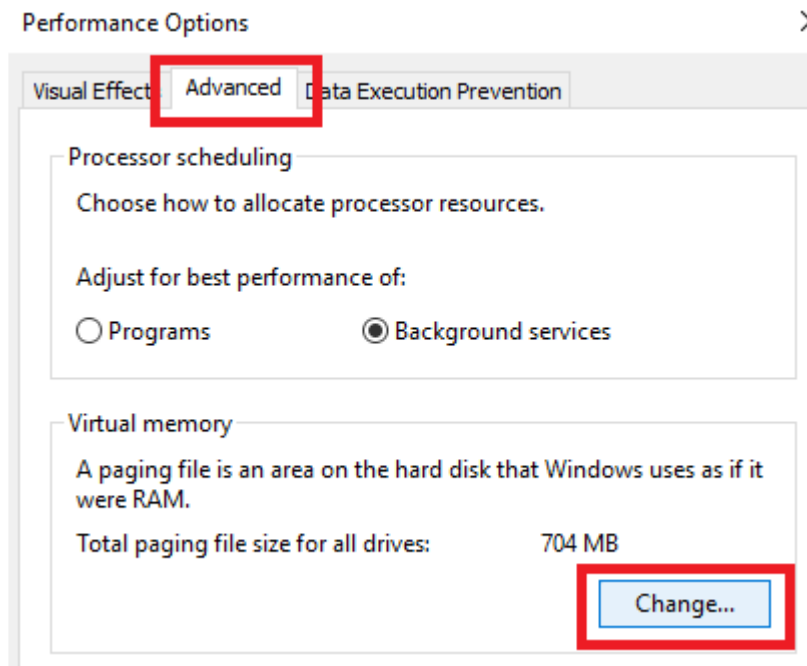 Performance Options
Visual Effect Advanced Data Execution Prevention
Processor scheduling
Choose how to allocate processor resources.
Adjust for best performance of:
Programs Background services
Virtual memory
A paging file is an area on the hard disk that Windows uses as if it
were RAM.
Total paging file size for all drives: 704 MB
Change...